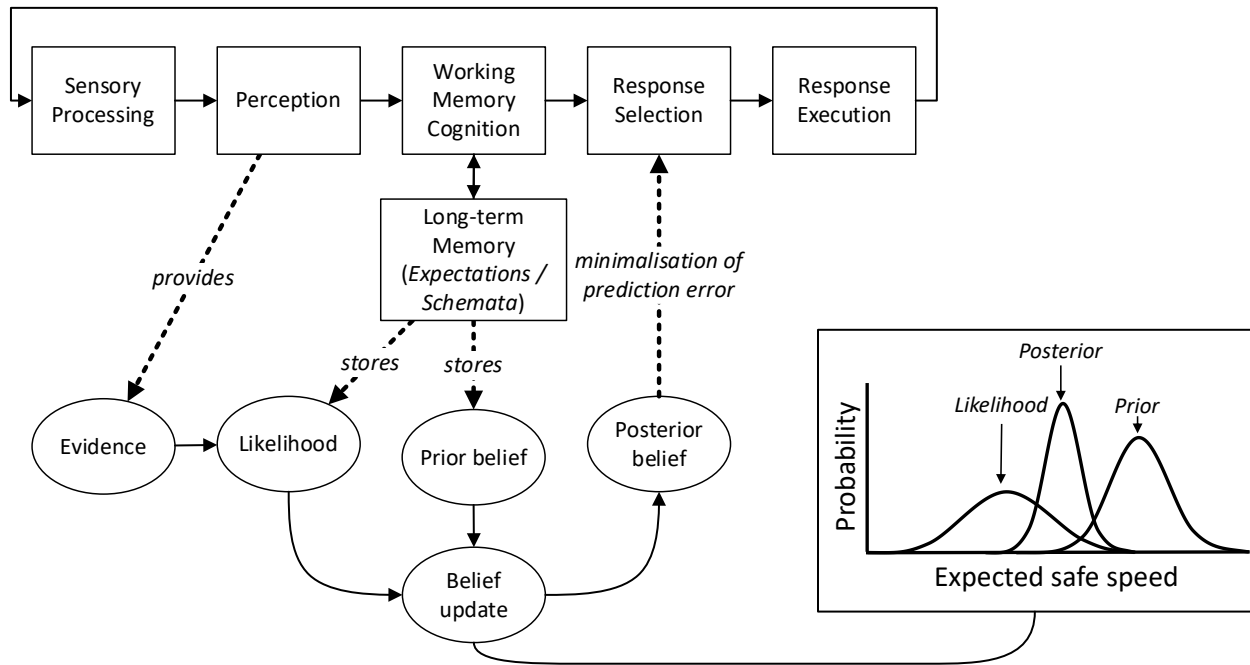 Sensory
Processing
Perception
Working
Memory
Cognition
Response
Selection
Response
Execution
Long-term
Memory
(Expectations /
Schemata)
provides
stores
stores
minimalisation of
prediction error
Evidence
Likelihood
Prior belief
Posterior
belief
Belief
update
Posterior
Likelihood
Prior
Probability
Expected safe speed